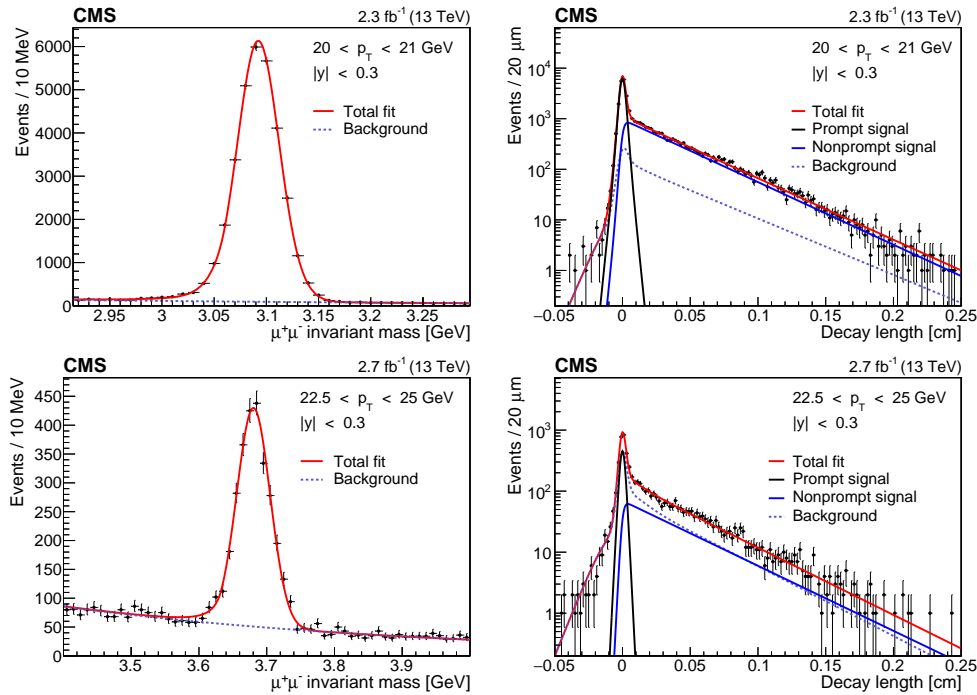 CMS
2.3 fb⁻¹ (13 TeV)
Events / 10 MeV
6000
5000
4000
3000
2000
1000
0
20 < p_T < 21 GeV
|y| < 0.3
Total fit
Background
2.95 3 3.05 3.1 3.15 3.2 3.25
μ⁺μ⁻ invariant mass [GeV]
CMS
2.3 fb⁻¹ (13 TeV)
Events / 20 μm
10⁴
10³
10²
10
1
20 < p_T < 21 GeV
|y| < 0.3
Total fit
Prompt signal
Nonprompt signal
Background
−0.05 0 0.05 0.1 0.15 0.2 0.25
Decay length [cm]
CMS
2.7 fb⁻¹ (13 TeV)
Events / 10 MeV
450
400
350
300
250
200
150
100
50
0
22.5 < p_T < 25 GeV
|y| < 0.3
Total fit
Background
3.5 3.6 3.7 3.8 3.9
μ⁺μ⁻ invariant mass [GeV]
CMS
2.7 fb⁻¹ (13 TeV)
Events / 20 μm
10³
10²
10
1
22.5 < p_T < 25 GeV
|y| < 0.3
Total fit
Prompt signal
Nonprompt signal
Background
−0.05 0 0.05 0.1 0.15 0.2 0.25
Decay length [cm]